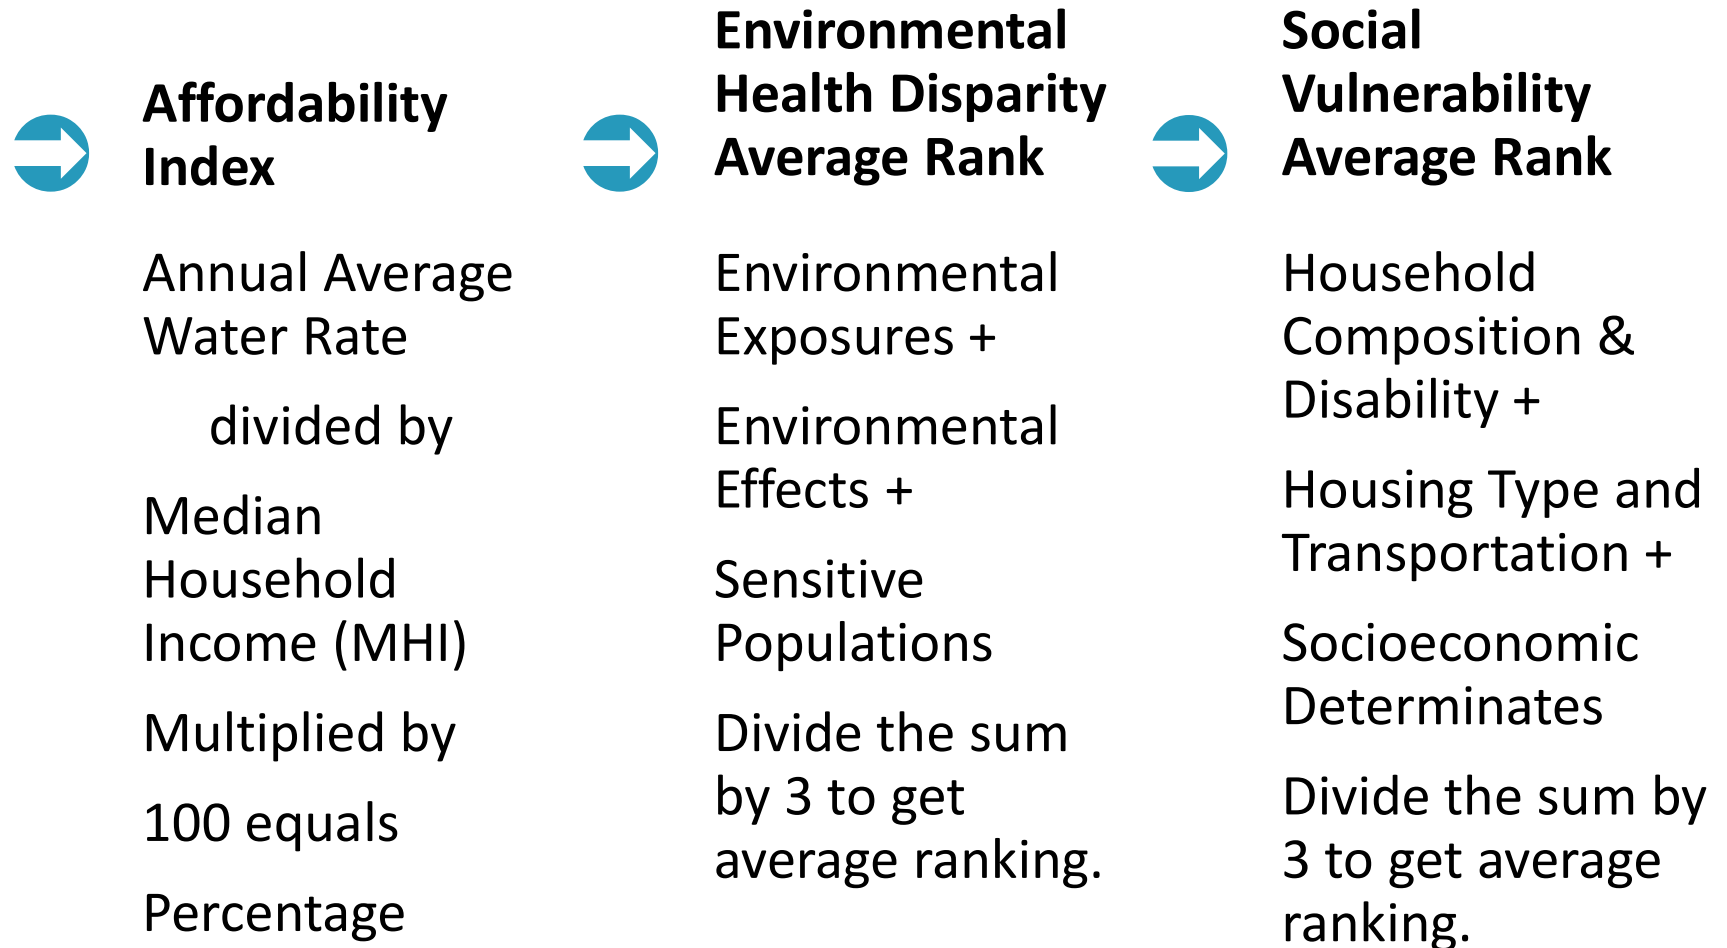 Affordability
Index
Annual Average
Water Rate
divided by
Median
Household
Income (MHI)
Multiplied by
100 equals
Percentage
Environmental
Health Disparity
Average Rank
Environmental
Exposures +
Environmental
Effects +
Sensitive
Populations
Divide the sum
by 3 to get
average ranking.
Social
Vulnerability
Average Rank
Household
Composition &
Disability +
Housing Type and
Transportation +
Socioeconomic
Determinates
Divide the sum by
3 to get average
ranking.